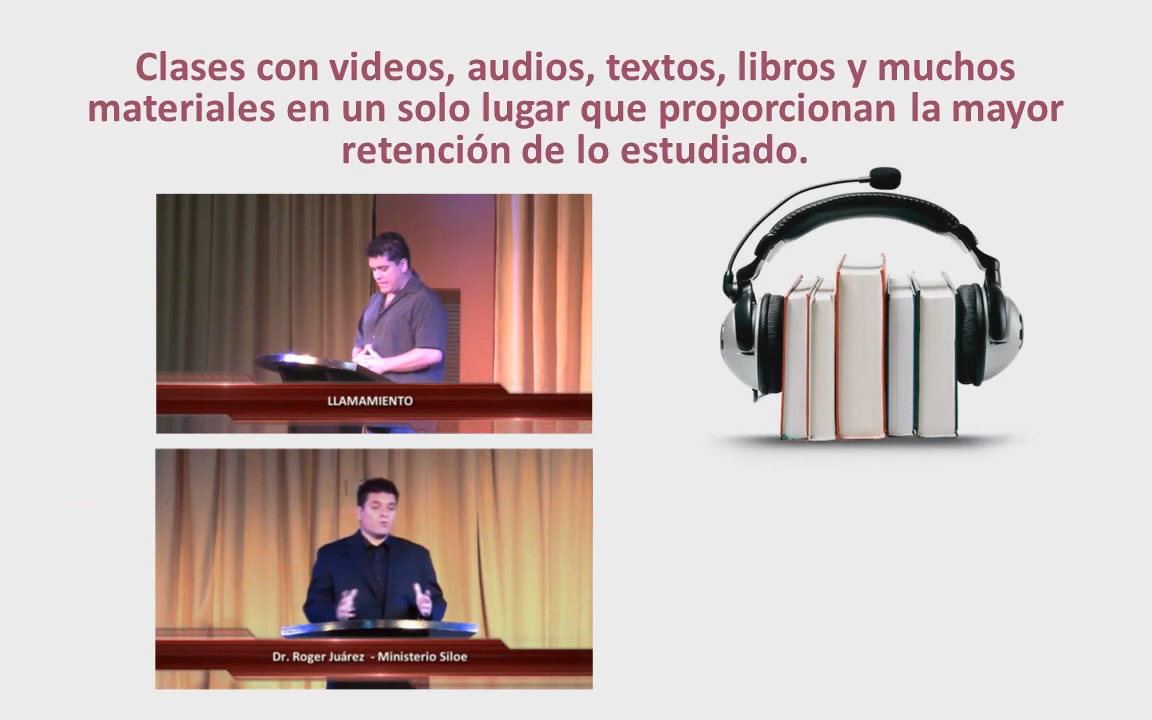 Clases con videos, audios, textos, libros y muchos
materiales en un solo lugar que proporcionan la mayor
retención de lo estudiado.
LLAMAMIENTO
Dr. Roger Juárez - Ministerio Siloe